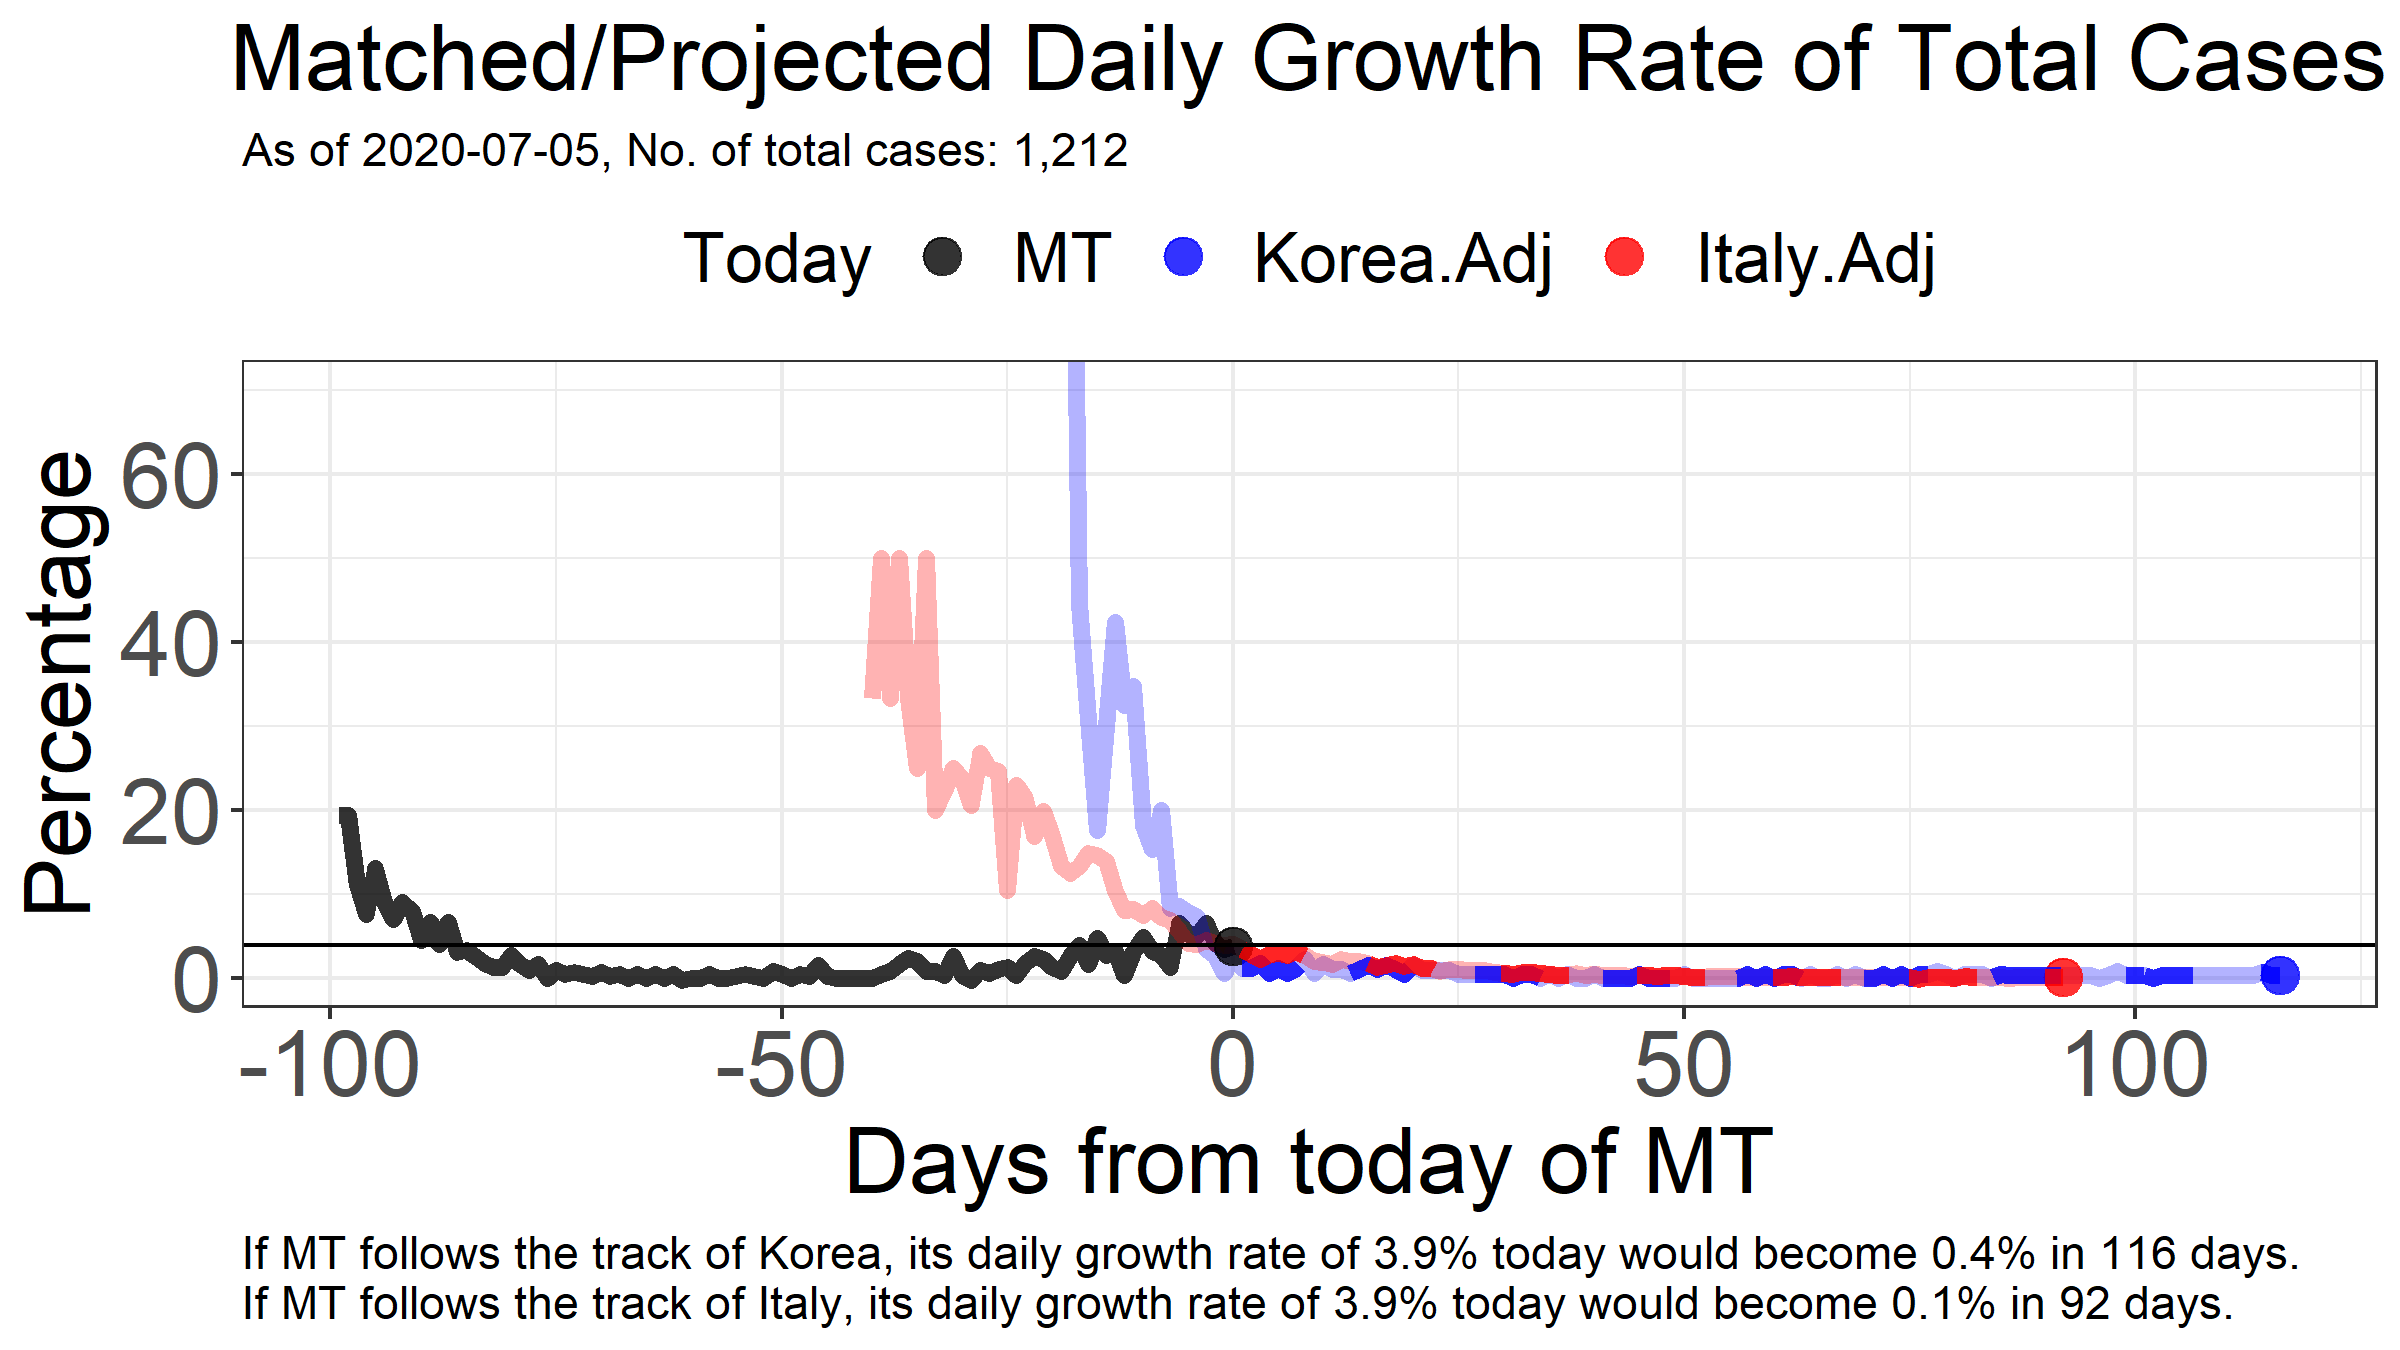 Matched/Projected Daily Growth Rate of Total Cases
As of 2020-07-05, No. of total cases: 1,212
Today MT Korea.Adj Italy.Adj
Percentage
60
40
20
0
-100 -50 0 50 100
Days from today of MT
If MT follows the track of Korea, its daily growth rate of 3.9% today would become 0.4% in 116 days.
If MT follows the track of Italy, its daily growth rate of 3.9% today would become 0.1% in 92 days.